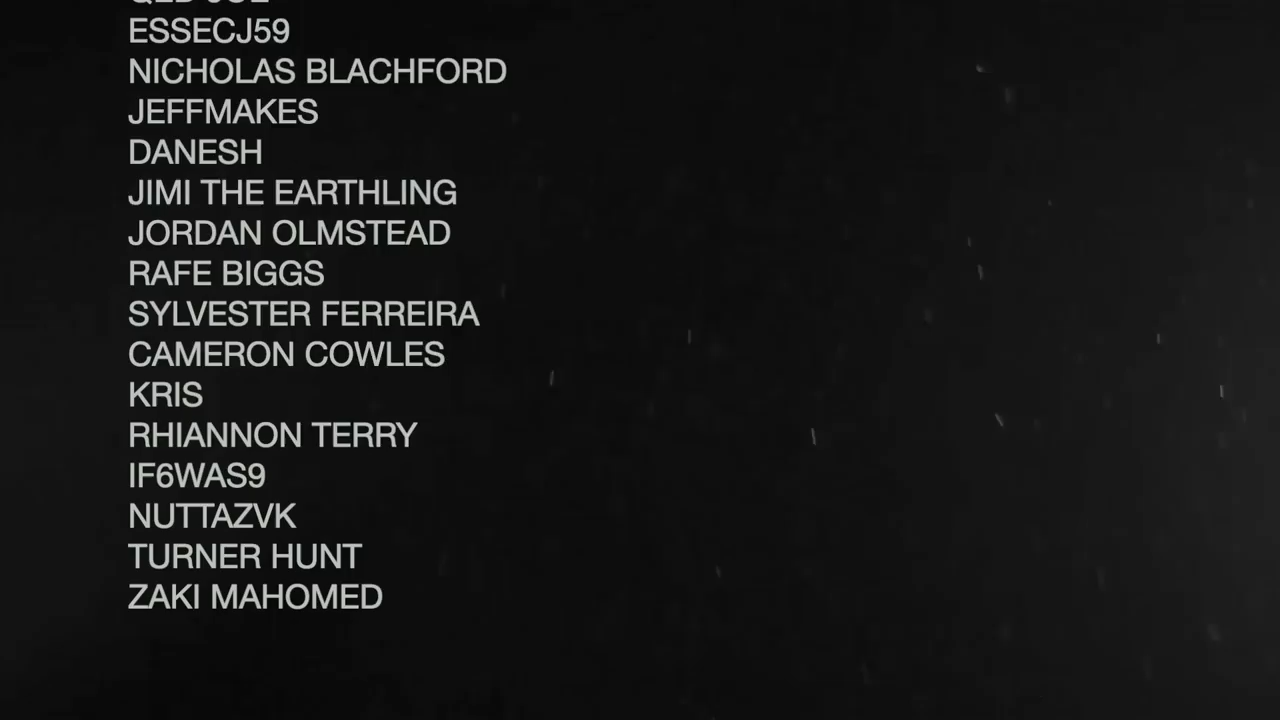 ESSECJ59
NICHOLAS BLACHFORD
JEFFMAKES
DANESH
JIMI THE EARTHLING
JORDAN OLMSTEAD
RAFE BIGGS
SYLVESTER FERREIRA
CAMERON COWLES
KRIS
RHIANNON TERRY
IF6WAS9
NUTTAZVK
TURNER HUNT
ZAKI MAHOMED